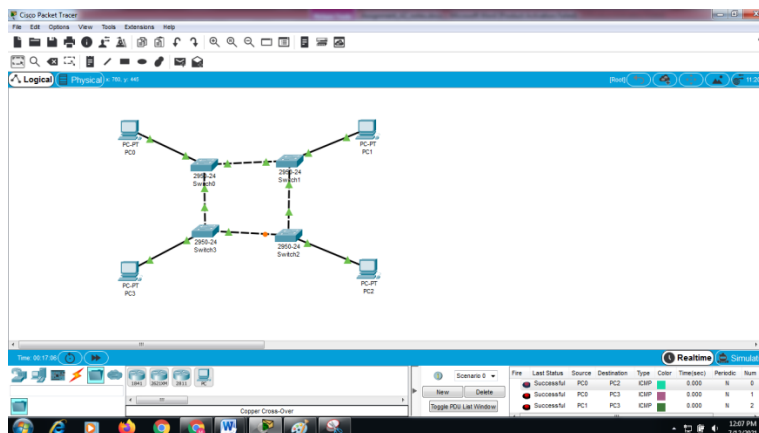 Cisco Packet Tracer
File Edit Options View Tools Extensions Help
Logical
Physical
x: 780, y: 445
[Root]
PC-PT
PC0
PC-PT
PC1
2950-24
Switch0
2950-24
Switch1
2950-24
Switch3
2950-24
Switch2
PC-PT
PC3
PC-PT
PC2
Time: 00:17:06
Realtime
Simulat
1841
2620XM
2811
PC
Copper Cross-Over
Scenario 0
New
Delete
Toggle PDU List Window
Fire Last Status Source Destination Type Color Time(sec) Periodic Num
Successful PC0 PC2 ICMP 0.000 N 0
Successful PC0 PC3 ICMP 0.000 N 1
Successful PC1 PC3 ICMP 0.000 N 2
12:07 PM